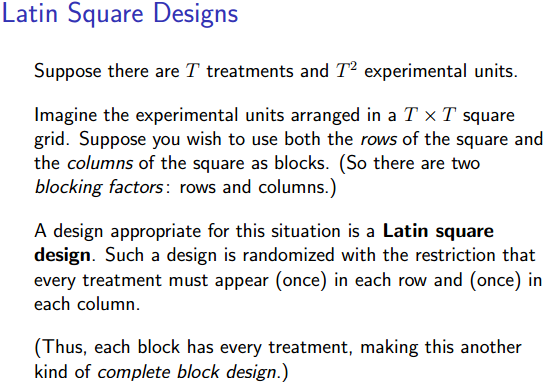 Latin Square Designs
Suppose there are T treatments and T² experimental units.
Imagine the experimental units arranged in a T × T square
grid. Suppose you wish to use both the rows of the square and
the columns of the square as blocks. (So there are two
blocking factors: rows and columns.)
A design appropriate for this situation is a Latin square
design. Such a design is randomized with the restriction that
every treatment must appear (once) in each row and (once) in
each column.
(Thus, each block has every treatment, making this another
kind of complete block design.)